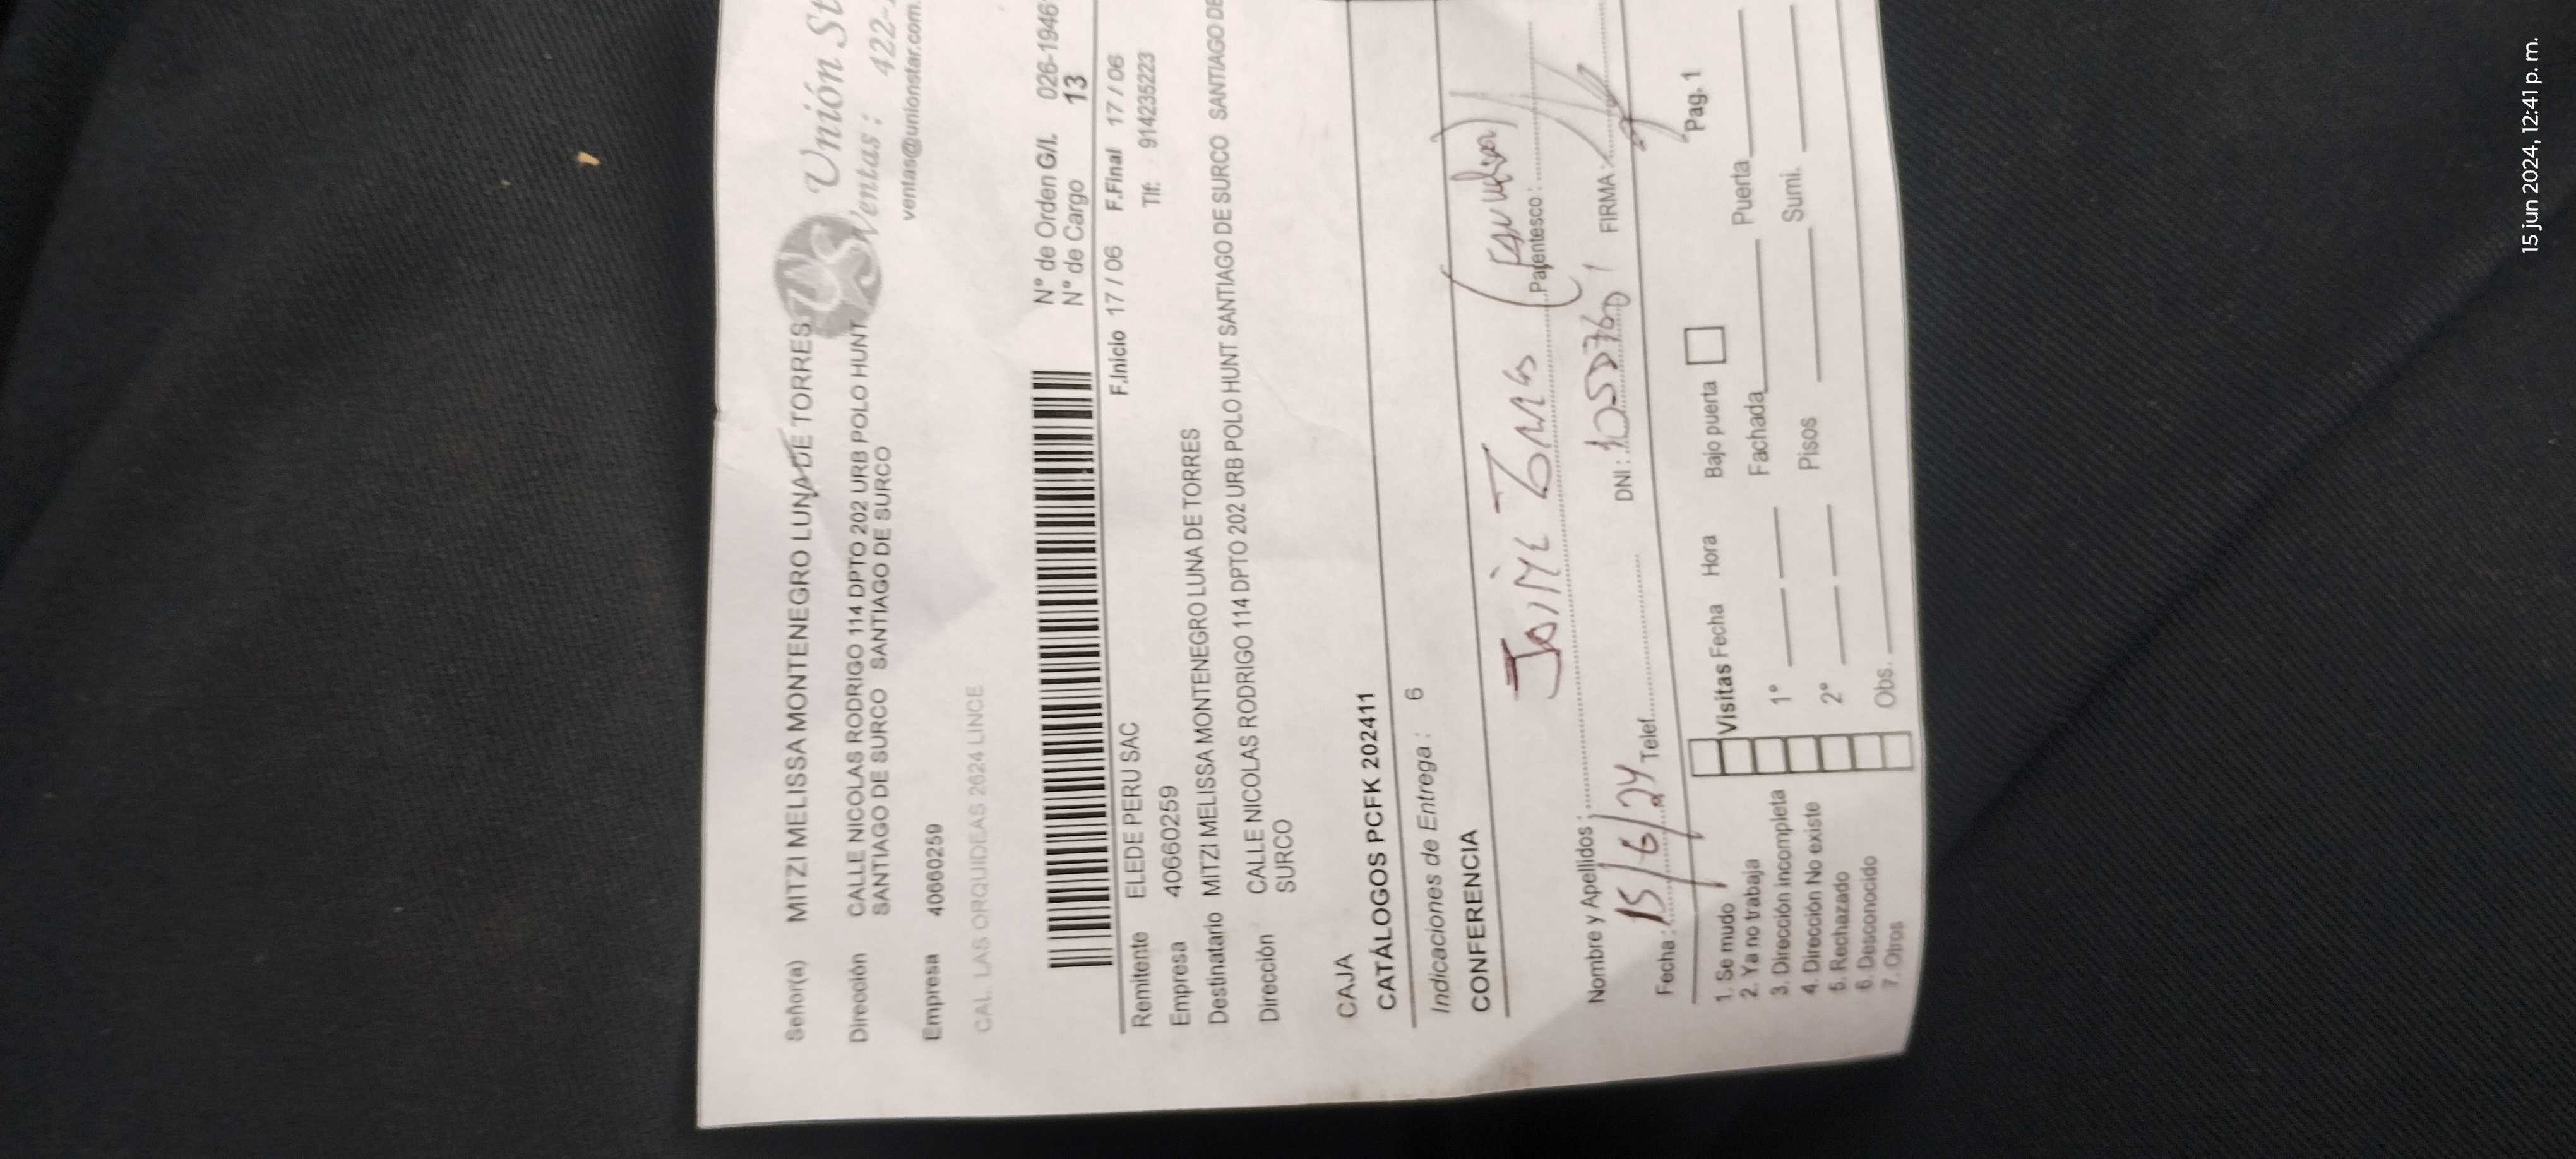 Unión St
Ventas : 422-
ventas@unionstar.com.
Señor(a) MITZI MELISSA MONTENEGRO LUNA DE TORRES
Dirección CALLE NICOLAS RODRIGO 114 DPTO 202 URB POLO HUNT
SANTIAGO DE SURCO SANTIAGO DE SURCO
Empresa 40660259
CAL. LAS ORQUIDEAS 2624 LINCE
N° de Orden G/I. 026-1946
N° de Cargo 13
F.Inicio 17 / 06 F.Final 17 / 06
Remitente ELEDE PERU SAC Tlf: 914235223
Empresa 40660259
Destinatario MITZI MELISSA MONTENEGRO LUNA DE TORRES
Dirección CALLE NICOLAS RODRIGO 114 DPTO 202 URB POLO HUNT SANTIAGO DE SURCO SANTIAGO DE
SURCO
CAJA
CATÁLOGOS PCFK 202411
Indicaciones de Entrega : 6
CONFERENCIA
Nombre y Apellidos : Parentesco :
Fecha : 15/6/24 Telef. DNI : FIRMA :
Pag. 1
1. Se mudo Visitas Fecha Hora Bajo puerta
2. Ya no trabaja
3. Dirección incompleta 1° Fachada Puerta
4. Dirección No existe
5. Rechazado 2° Pisos Sumi.
6. Desconocido
7. Otros Obs.
15 jun 2024, 12:41 p. m.